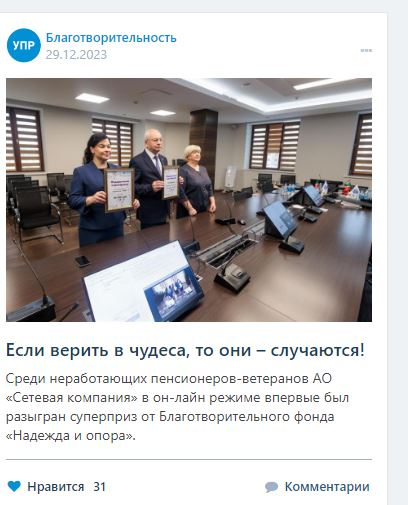 УПР
Благотворительность
29.12.2023
Если верить в чудеса, то они – случаются!
Среди неработающих пенсионеров-ветеранов АО
«Сетевая компания» в он-лайн режиме впервые был
разыгран суперприз от Благотворительного фонда
«Надежда и опора».
Нравится 31
Комментарии